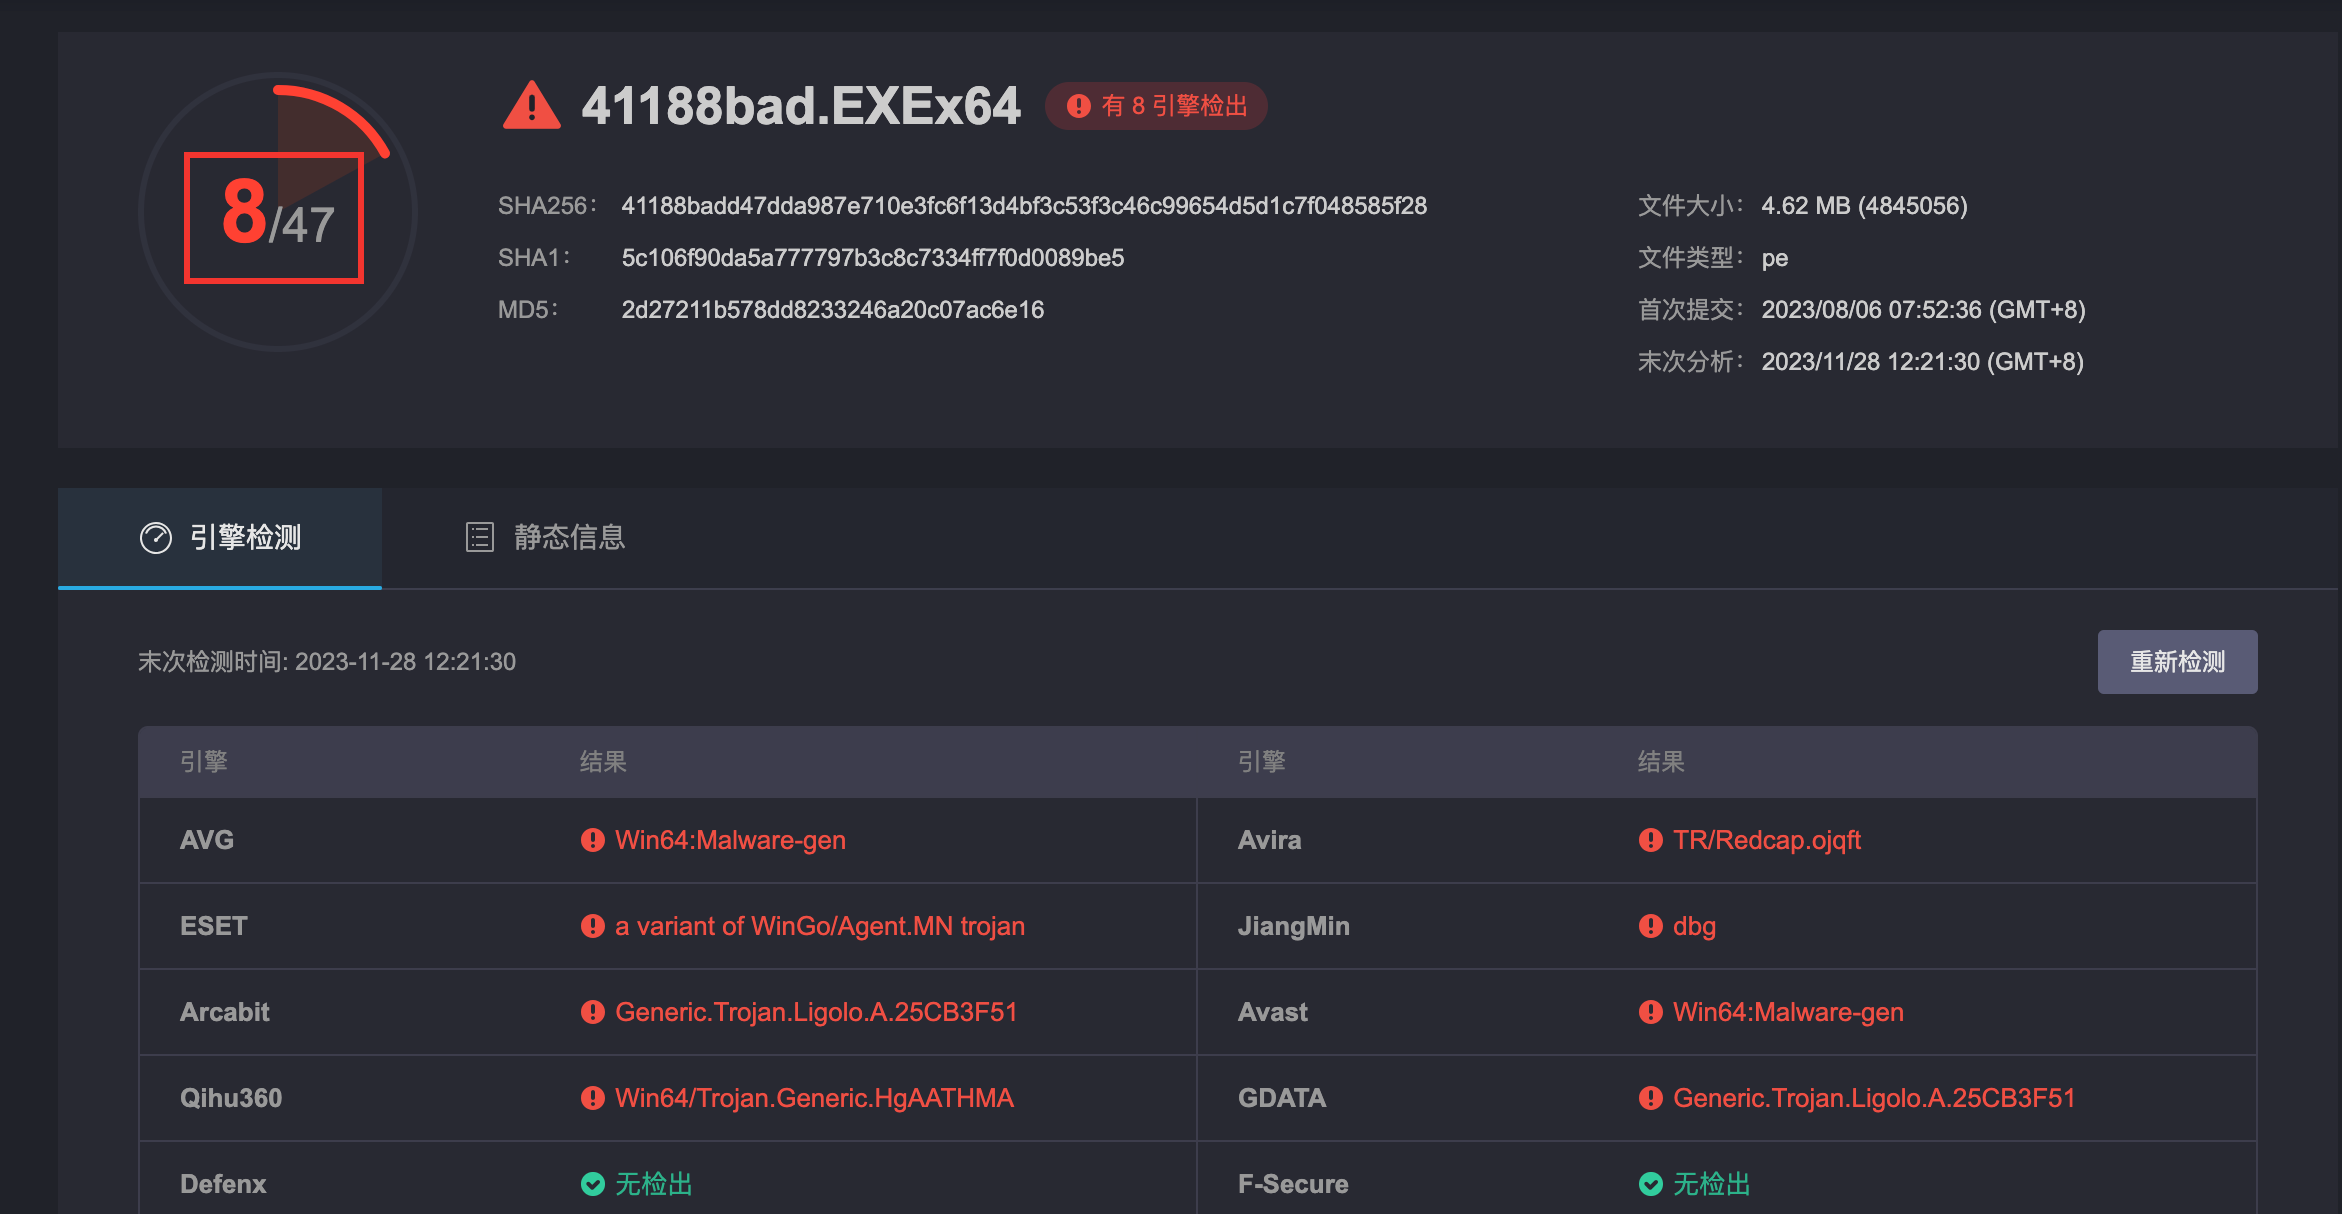 8/47
41188bad.EXEx64 有 8 引擎检出
SHA256： 41188badd47dda987e710e3fc6f13d4bf3c53f3c46c99654d5d1c7f048585f28
SHA1： 5c106f90da5a777797b3c8c7334ff7f0d0089be5
MD5： 2d27211b578dd8233246a20c07ac6e16
文件大小： 4.62 MB (4845056)
文件类型： pe
首次提交： 2023/08/06 07:52:36 (GMT+8)
末次分析： 2023/11/28 12:21:30 (GMT+8)
引擎检测 静态信息
末次检测时间: 2023-11-28 12:21:30 重新检测
引擎 结果 引擎 结果
AVG Win64:Malware-gen Avira TR/Redcap.ojqft
ESET a variant of WinGo/Agent.MN trojan JiangMin dbg
Arcabit Generic.Trojan.Ligolo.A.25CB3F51 Avast Win64:Malware-gen
Qihu360 Win64/Trojan.Generic.HgAATHMA GDATA Generic.Trojan.Ligolo.A.25CB3F51
Defenx 无检出 F-Secure 无检出